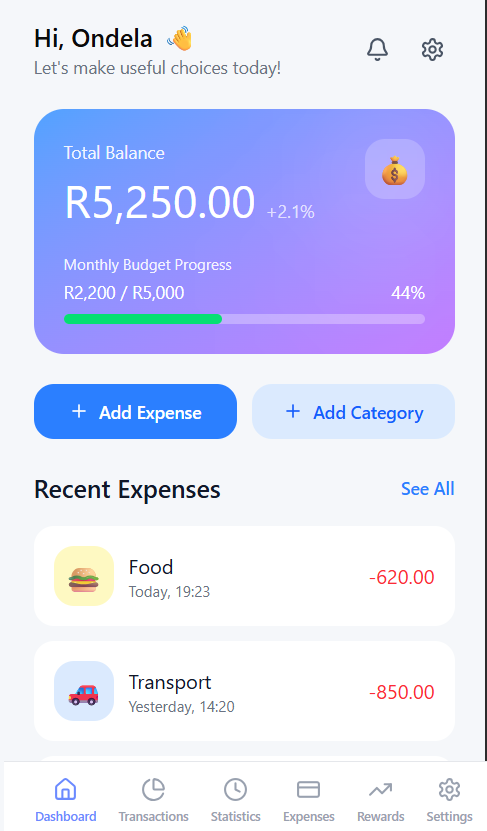 Hi, Ondela 👋
Let's make useful choices today!
Total Balance
R5,250.00 +2.1%
Monthly Budget Progress
R2,200 / R5,000 44%
+ Add Expense + Add Category
Recent Expenses See All
Food
Today, 19:23
-620.00
Transport
Yesterday, 14:20
-850.00
Dashboard Transactions Statistics Expenses Rewards Settings